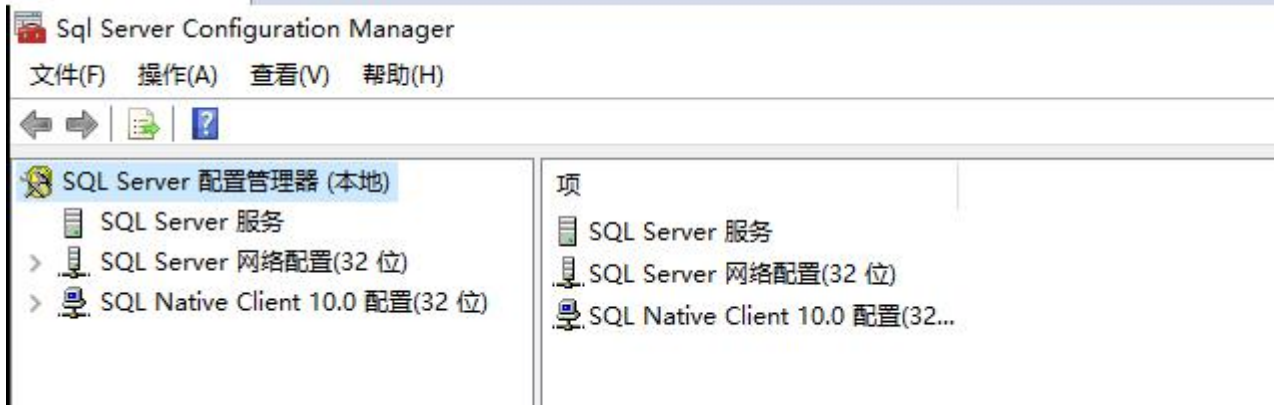 Sql Server Configuration Manager
文件(F) 操作(A) 查看(V) 帮助(H)
SQL Server 配置管理器 (本地)
SQL Server 服务
SQL Server 网络配置(32 位)
SQL Native Client 10.0 配置(32 位)
项
SQL Server 服务
SQL Server 网络配置(32 位)
SQL Native Client 10.0 配置(32...